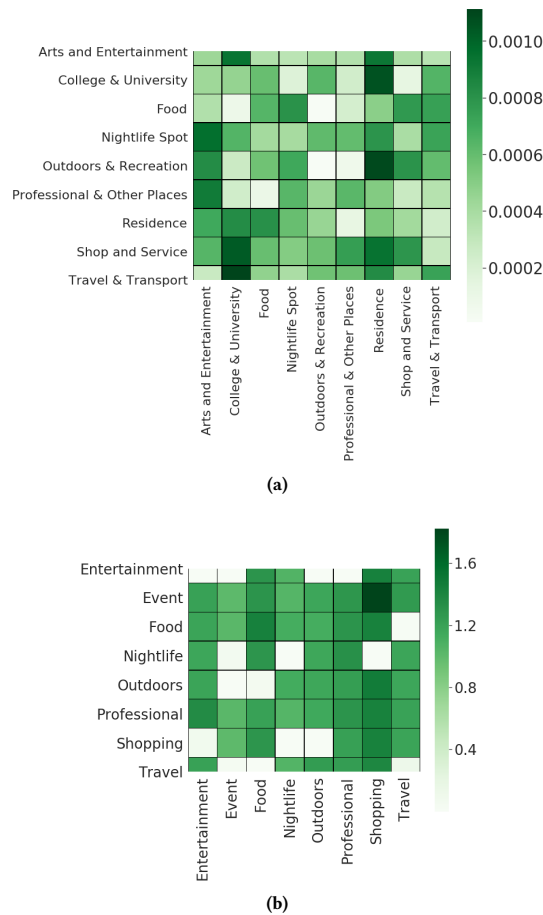 Arts and Entertainment
College & University
Food
Nightlife Spot
Outdoors & Recreation
Professional & Other Places
Residence
Shop and Service
Travel & Transport
Arts and Entertainment
College & University
Food
Nightlife Spot
Outdoors & Recreation
Professional & Other Places
Residence
Shop and Service
Travel & Transport
0.0010
0.0008
0.0006
0.0004
0.0002
(a)
Entertainment
Event
Food
Nightlife
Outdoors
Professional
Shopping
Travel
Entertainment
Event
Food
Nightlife
Outdoors
Professional
Shopping
Travel
1.6
1.2
0.8
0.4
(b)